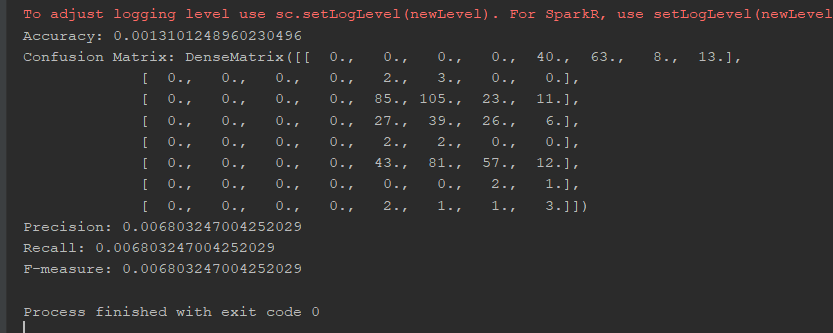 To adjust logging level use sc.setLogLevel(newLevel). For SparkR, use setLogLevel(newLevel
Accuracy: 0.0013101248960230496
Confusion Matrix: DenseMatrix([[  0.,   0.,   0.,   0.,  40.,  63.,   8.,  13.],
[  0.,   0.,   0.,   0.,   2.,   3.,   0.,   0.],
[  0.,   0.,   0.,   0.,  85., 105.,  23.,  11.],
[  0.,   0.,   0.,   0.,  27.,  39.,  26.,   6.],
[  0.,   0.,   0.,   0.,   2.,   2.,   0.,   0.],
[  0.,   0.,   0.,   0.,  43.,  81.,  57.,  12.],
[  0.,   0.,   0.,   0.,   0.,   0.,   2.,   1.],
[  0.,   0.,   0.,   0.,   2.,   1.,   1.,   3.]])
Precision: 0.006803247004252029
Recall: 0.006803247004252029
F-measure: 0.006803247004252029
Process finished with exit code 0